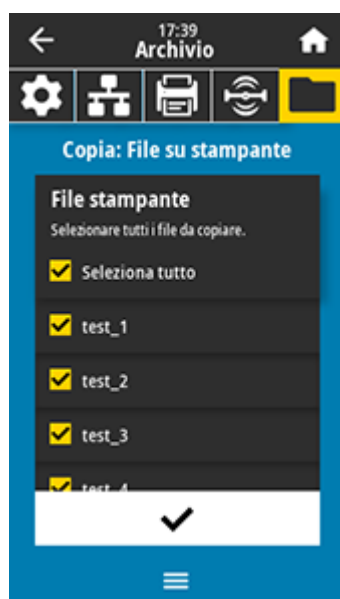 17:39
Archivio
Copia: File su stampante
File stampante
Selezionare tutti i file da copiare.
Seleziona tutto
test_1
test_2
test_3
test_4